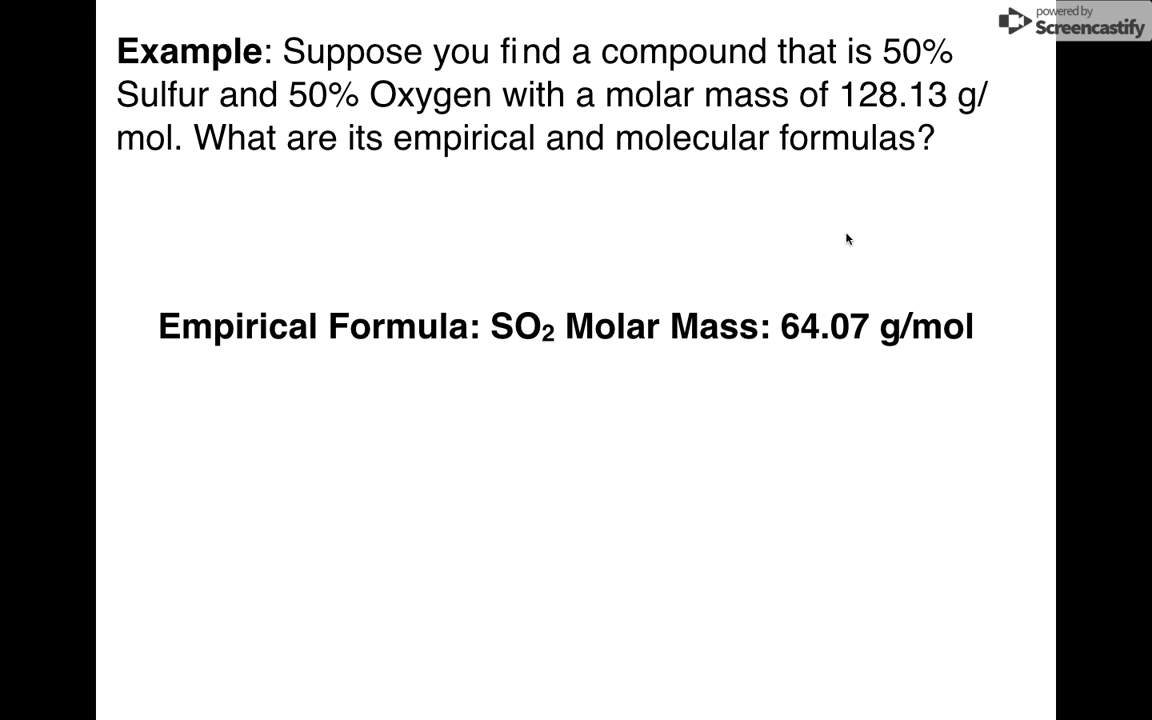 powered by
Screencastify
Example: Suppose you find a compound that is 50%
Sulfur and 50% Oxygen with a molar mass of 128.13 g/
mol. What are its empirical and molecular formulas?
Empirical Formula: SO₂ Molar Mass: 64.07 g/mol